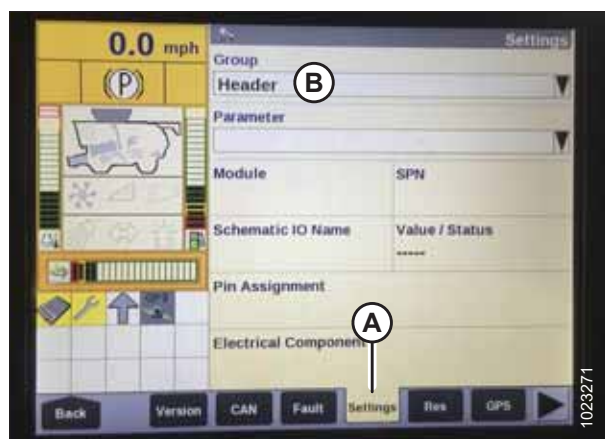 0.0 mph
(P)
Settings
Group
Header
B
Parameter
Module
SPN
Schematic IO Name
Value / Status
-----
Pin Assignment
A
Electrical Component
Back
Version
CAN
Fault
Settings
Res
GPS
1023271